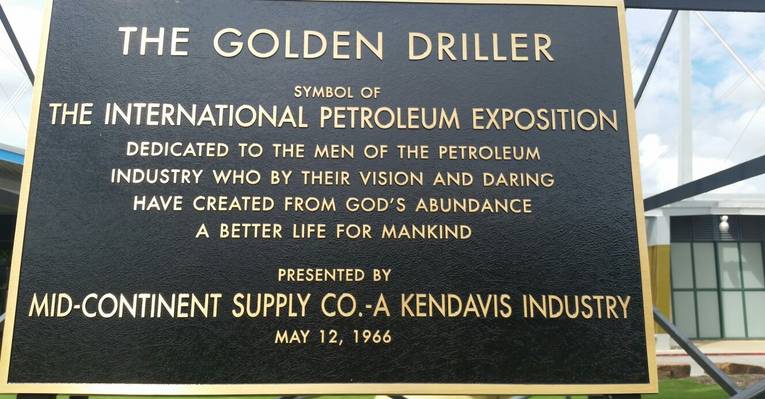 THE GOLDEN DRILLER
SYMBOL OF
THE INTERNATIONAL PETROLEUM EXPOSITION
DEDICATED TO THE MEN OF THE PETROLEUM
INDUSTRY WHO BY THEIR VISION AND DARING
HAVE CREATED FROM GOD'S ABUNDANCE
A BETTER LIFE FOR MANKIND
PRESENTED BY
MID-CONTINENT SUPPLY CO.-A KENDAVIS INDUSTRY
MAY 12, 1966